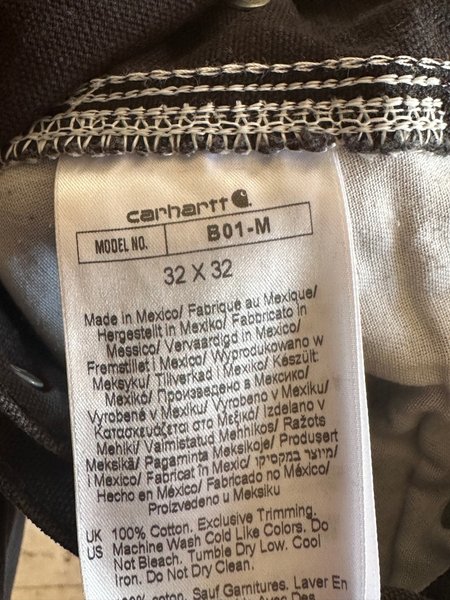 carhartt
MODEL NO. B01-M
32 X 32
Made in Mexico/ Fabriqué au Mexique/
Hergestellt in Mexiko/ Fabbricato in
Messico/ Vervaardigd in Mexico/
Fremstillet i Mexico/ Wyprodukowano w
Meksyku/ Tillverkad i Mexiko/ Készült:
Mexikó/ Произведено в Мексико/
Vyrobené v Mexiku/ Vyrobeno v Mexiku/
Κατασκευάζεται στο Μεξικό/ Izdelano v
Mehiki/ Valmistatud Mehhikos/ Ražots
Meksikā/ Pagaminta Meksikoje/ Produsert
i Mexico/ Fabricat în Mexic/ מיוצר במקסיקו/
Hecho en México/ Fabricado no México/
Proizvedeno u Meksiku
UK 100% Cotton. Exclusive Trimming.
US Machine Wash Cold Like Colors. Do
Not Bleach. Tumble Dry Low. Cool
Iron. Do Not Dry Clean.
100% coton. Sauf Garnitures. Laver En